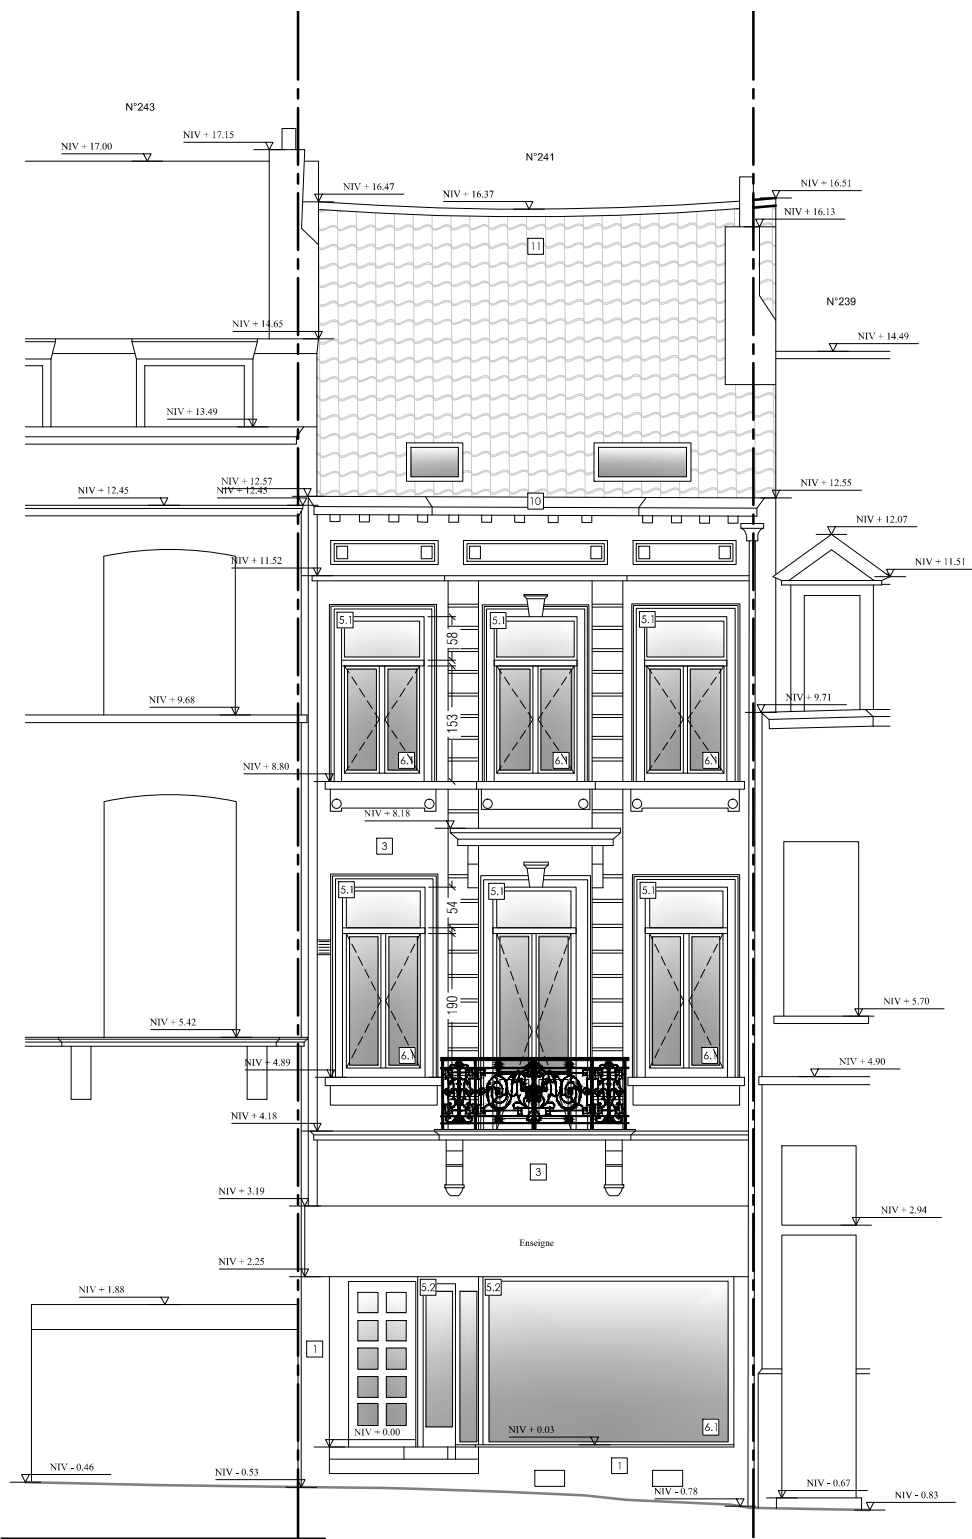 N°243
NIV + 17.15
NIV + 17.00
N°241
NIV + 16.47
NIV + 16.37
NIV + 16.51
NIV + 16.13
11
N°239
NIV + 14.65
NIV + 14.49
NIV + 13.49
NIV + 12.57
NIV + 12.45
NIV + 12.45
NIV + 12.55
10
NIV + 12.07
NIV + 11.52
NIV + 11.51
5.1
5.1
5.1
58
NIV + 9.68
NIV + 9.71
153
6.1
6.1
6.1
NIV + 8.80
NIV + 8.18
3
5.1
5.1
5.1
54
190
NIV + 5.70
NIV + 5.42
6.1
6.1
NIV + 4.89
NIV + 4.90
NIV + 4.18
3
NIV + 3.19
NIV + 2.94
Enseigne
NIV + 2.25
NIV + 1.88
5.2
5.2
1
6.1
NIV + 0.00
NIV + 0.03
1
NIV - 0.46
NIV - 0.53
NIV - 0.78
NIV - 0.67
NIV - 0.83